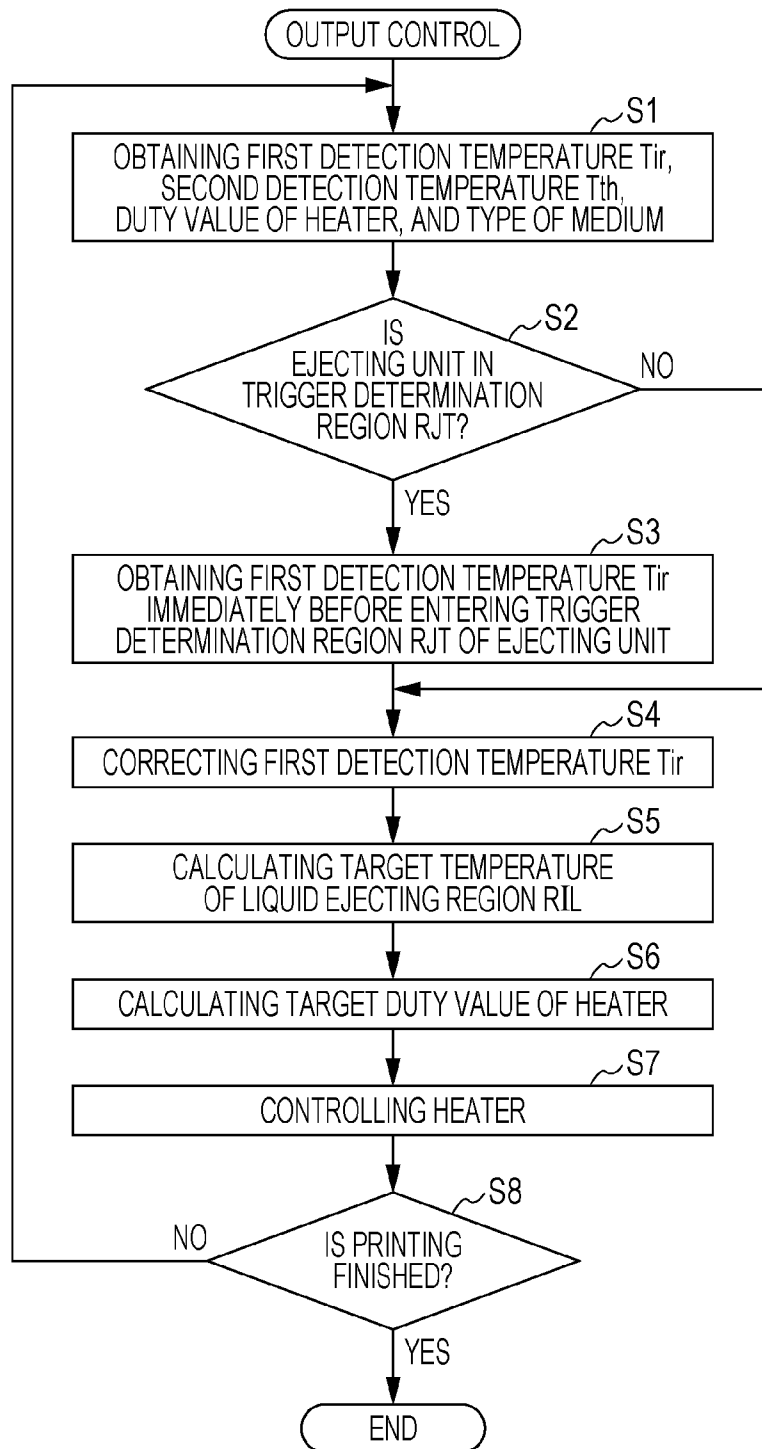 OUTPUT CONTROL
S1
OBTAINING FIRST DETECTION TEMPERATURE Tir,
SECOND DETECTION TEMPERATURE Tth,
DUTY VALUE OF HEATER, AND TYPE OF MEDIUM
S2
IS
EJECTING UNIT IN
TRIGGER DETERMINATION
REGION RJT?
NO
YES
S3
OBTAINING FIRST DETECTION TEMPERATURE Tir
IMMEDIATELY BEFORE ENTERING TRIGGER
DETERMINATION REGION RJT OF EJECTING UNIT
S4
CORRECTING FIRST DETECTION TEMPERATURE Tir
S5
CALCULATING TARGET TEMPERATURE
OF LIQUID EJECTING REGION RIL
S6
CALCULATING TARGET DUTY VALUE OF HEATER
S7
CONTROLLING HEATER
S8
NO
IS PRINTING
FINISHED?
YES
END